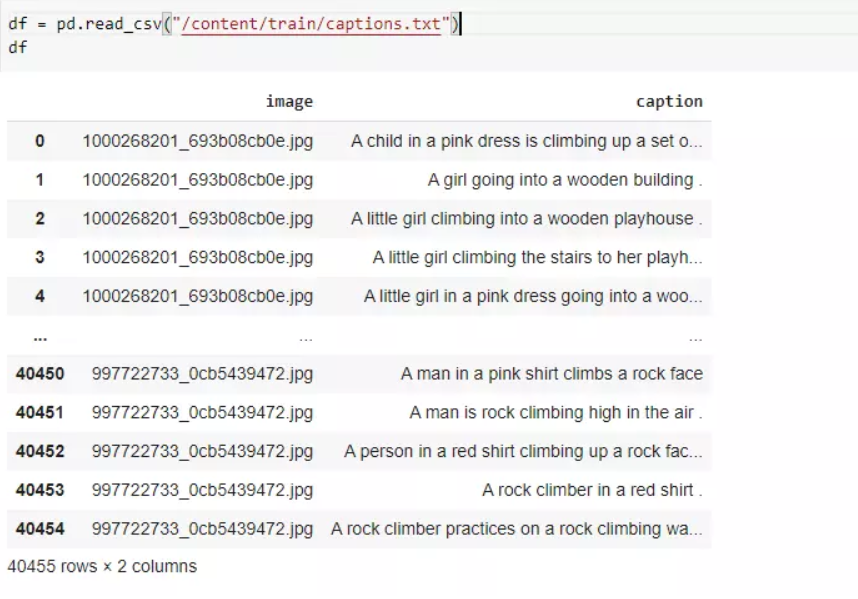 df = pd.read_csv("/content/train/captions.txt")
df
image caption
0 1000268201_693b08cb0e.jpg A child in a pink dress is climbing up a set o...
1 1000268201_693b08cb0e.jpg A girl going into a wooden building .
2 1000268201_693b08cb0e.jpg A little girl climbing into a wooden playhouse .
3 1000268201_693b08cb0e.jpg A little girl climbing the stairs to her playh...
4 1000268201_693b08cb0e.jpg A little girl in a pink dress going into a woo...
... ... ...
40450 997722733_0cb5439472.jpg A man in a pink shirt climbs a rock face
40451 997722733_0cb5439472.jpg A man is rock climbing high in the air .
40452 997722733_0cb5439472.jpg A person in a red shirt climbing up a rock fac...
40453 997722733_0cb5439472.jpg A rock climber in a red shirt .
40454 997722733_0cb5439472.jpg A rock climber practices on a rock climbing wa...
40455 rows × 2 columns